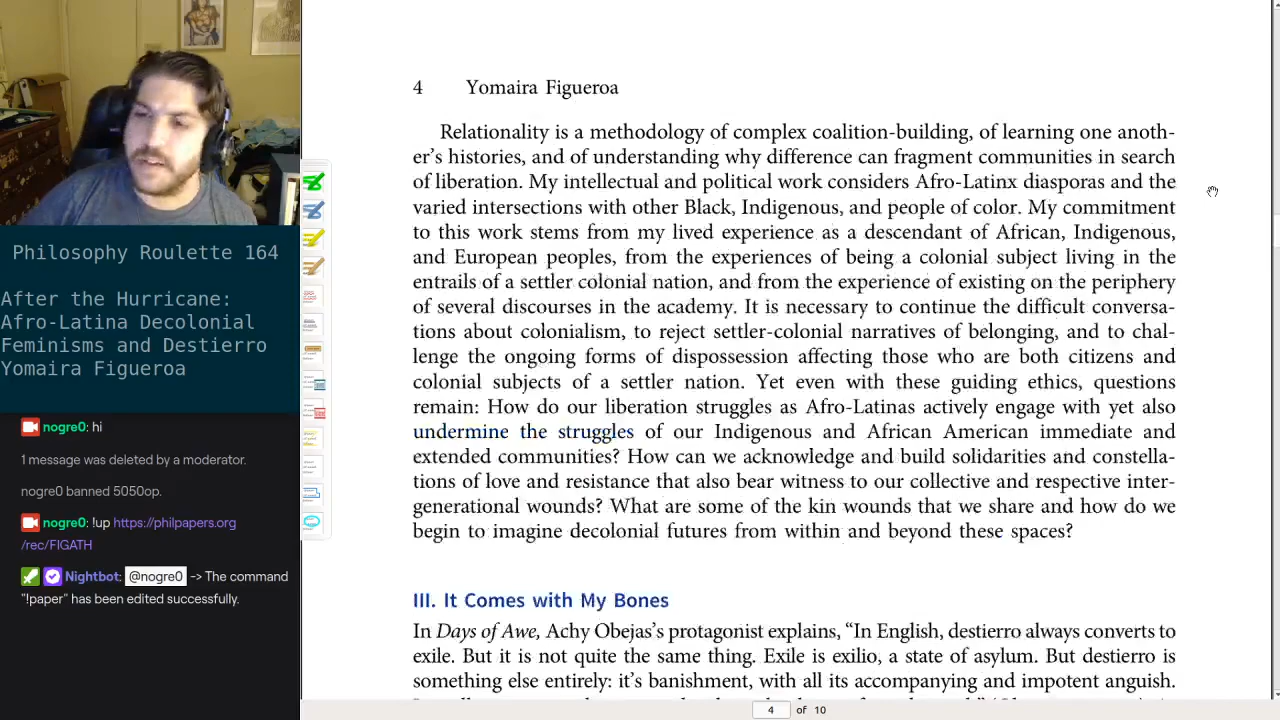 Philosophy Roulette 164
After the Hurricane:
Afro-Latina Decolonial
Feminisms and Destierro
Yomaira Figueroa
nogre0: hi
1 message was deleted by a moderator.
nogre0 banned 5050op.
nogre0: !up https://philpapers.org
/rec/FIGATH
Nightbot: @nogre0 -> The command
"!paper" has been edited successfully.
4 Yomaira Figueroa
Relationality is a methodology of complex coalition-building, of learning one anoth-
er's histories, and of understanding why difference can fragment communities in search
of liberation. My intellectual and political work considers Afro-Latinx diasporas and the
varied intersections with other Black, Indigenous, and people of color. My commitment
to this work stems from my lived experience as a descendant of African, Indigenous,
and European peoples, from the experiences of being a colonial subject living in the
entrails of a settler colonial nation, and from the experience of existing on the periphery
of several discourses in the academy. It is necessary to continue particular conversa-
tions about colonialism, to reject settler-colonial narratives of belonging, and to chal-
lenge the ongoing forms of dispossession affecting those who are both citizens and
colonial subjects of a settler nation. Yet even with these guiding ethics, questions
remain: How do the liberation struggles as Afro-Latinxs actively engage with yet also
undermine the struggles of our Indigenous and African American immediate and
extended communities? How can we acknowledge and build solidarities and constella-
tions of love and resistance that also bear witness to our collective and respective inter-
generational wounds? What are some of the kin wounds that we share and how do we
begin to imagine decolonial futures from within and beyond these spaces?
III. It Comes with My Bones
In Days of Awe, Achy Obejas's protagonist explains, “In English, destierro always converts to
exile. But it is not quite the same thing. Exile is exilio, a state of asylum. But destierro is
something else entirely: it's banishment, with all its accompanying and impotent anguish.
4 of 10